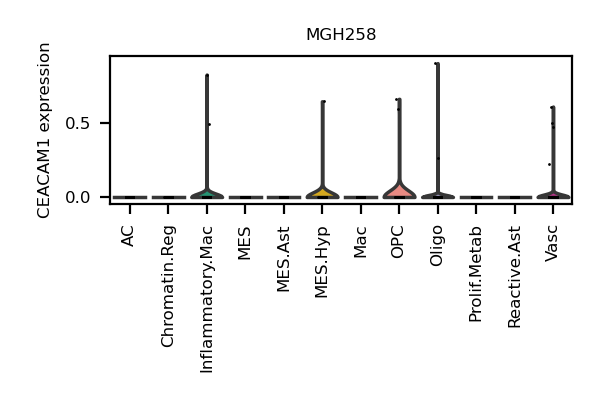 MGH258
CEACAM1 expression
0.5
0.0
AC
Chromatin.Reg
Inflammatory.Mac
MES
MES.Ast
MES.Hyp
Mac
OPC
Oligo
Prolif.Metab
Reactive.Ast
Vasc